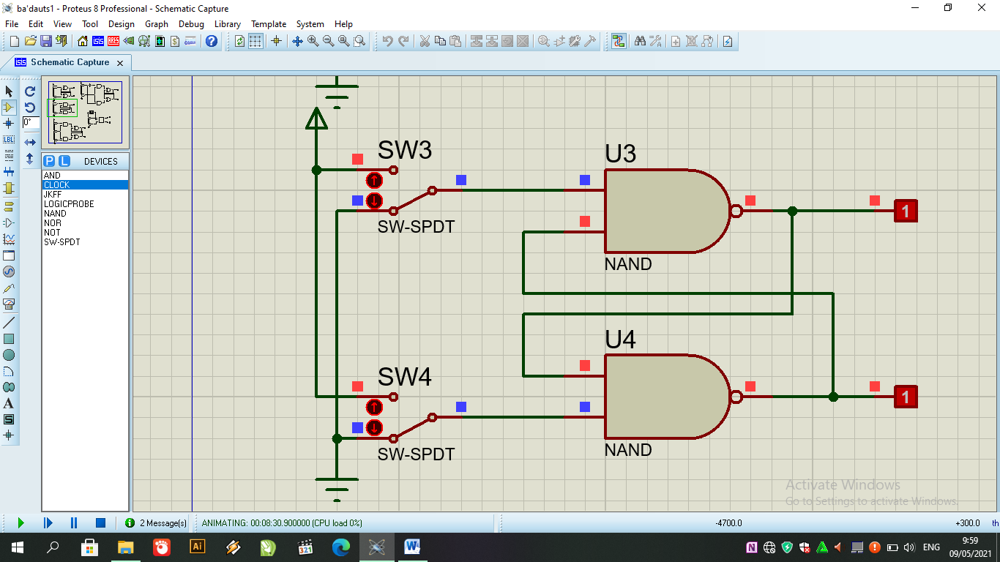 ba'dauts1 - Proteus 8 Professional - Schematic Capture
File Edit View Tool Design Graph Debug Library Template System Help
Schematic Capture
0°
LBL
P L DEVICES
AND
CLOCK
JKFF
LOGICPROBE
NAND
NOR
NOT
SW-SPDT
A
S
SW3
SW-SPDT
U3
NAND
1
SW4
SW-SPDT
U4
NAND
1
Activate Windows
Go to Settings to activate Windows.
2 Message(s) ANIMATING: 00:08:30.900000 (CPU load 0%) -4700.0 +300.0 th
Ai 321 W N ENG 9:59
09/05/2021